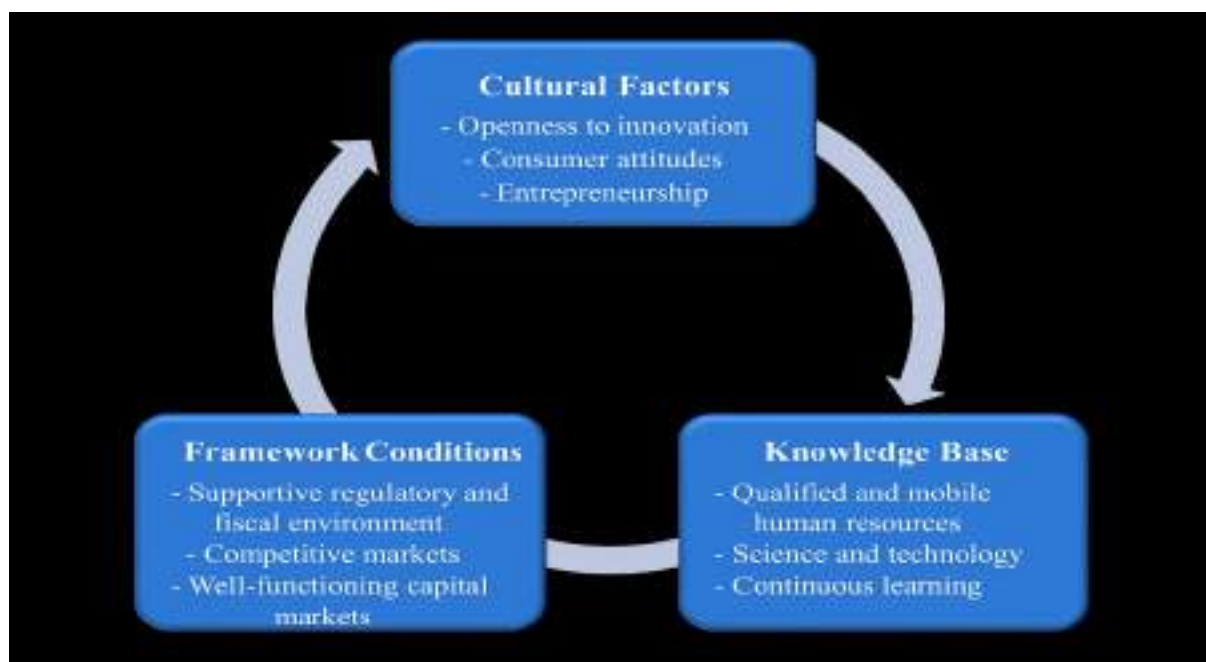 Cultural Factors
- Openness to innovation
- Consumer attitudes
- Entrepreneurship
Framework Conditions
- Supportive regulatory and
fiscal environment
- Competitive markets
- Well-functioning capital
markets
Knowledge Base
- Qualified and mobile
human resources
- Science and technology
- Continuous learning